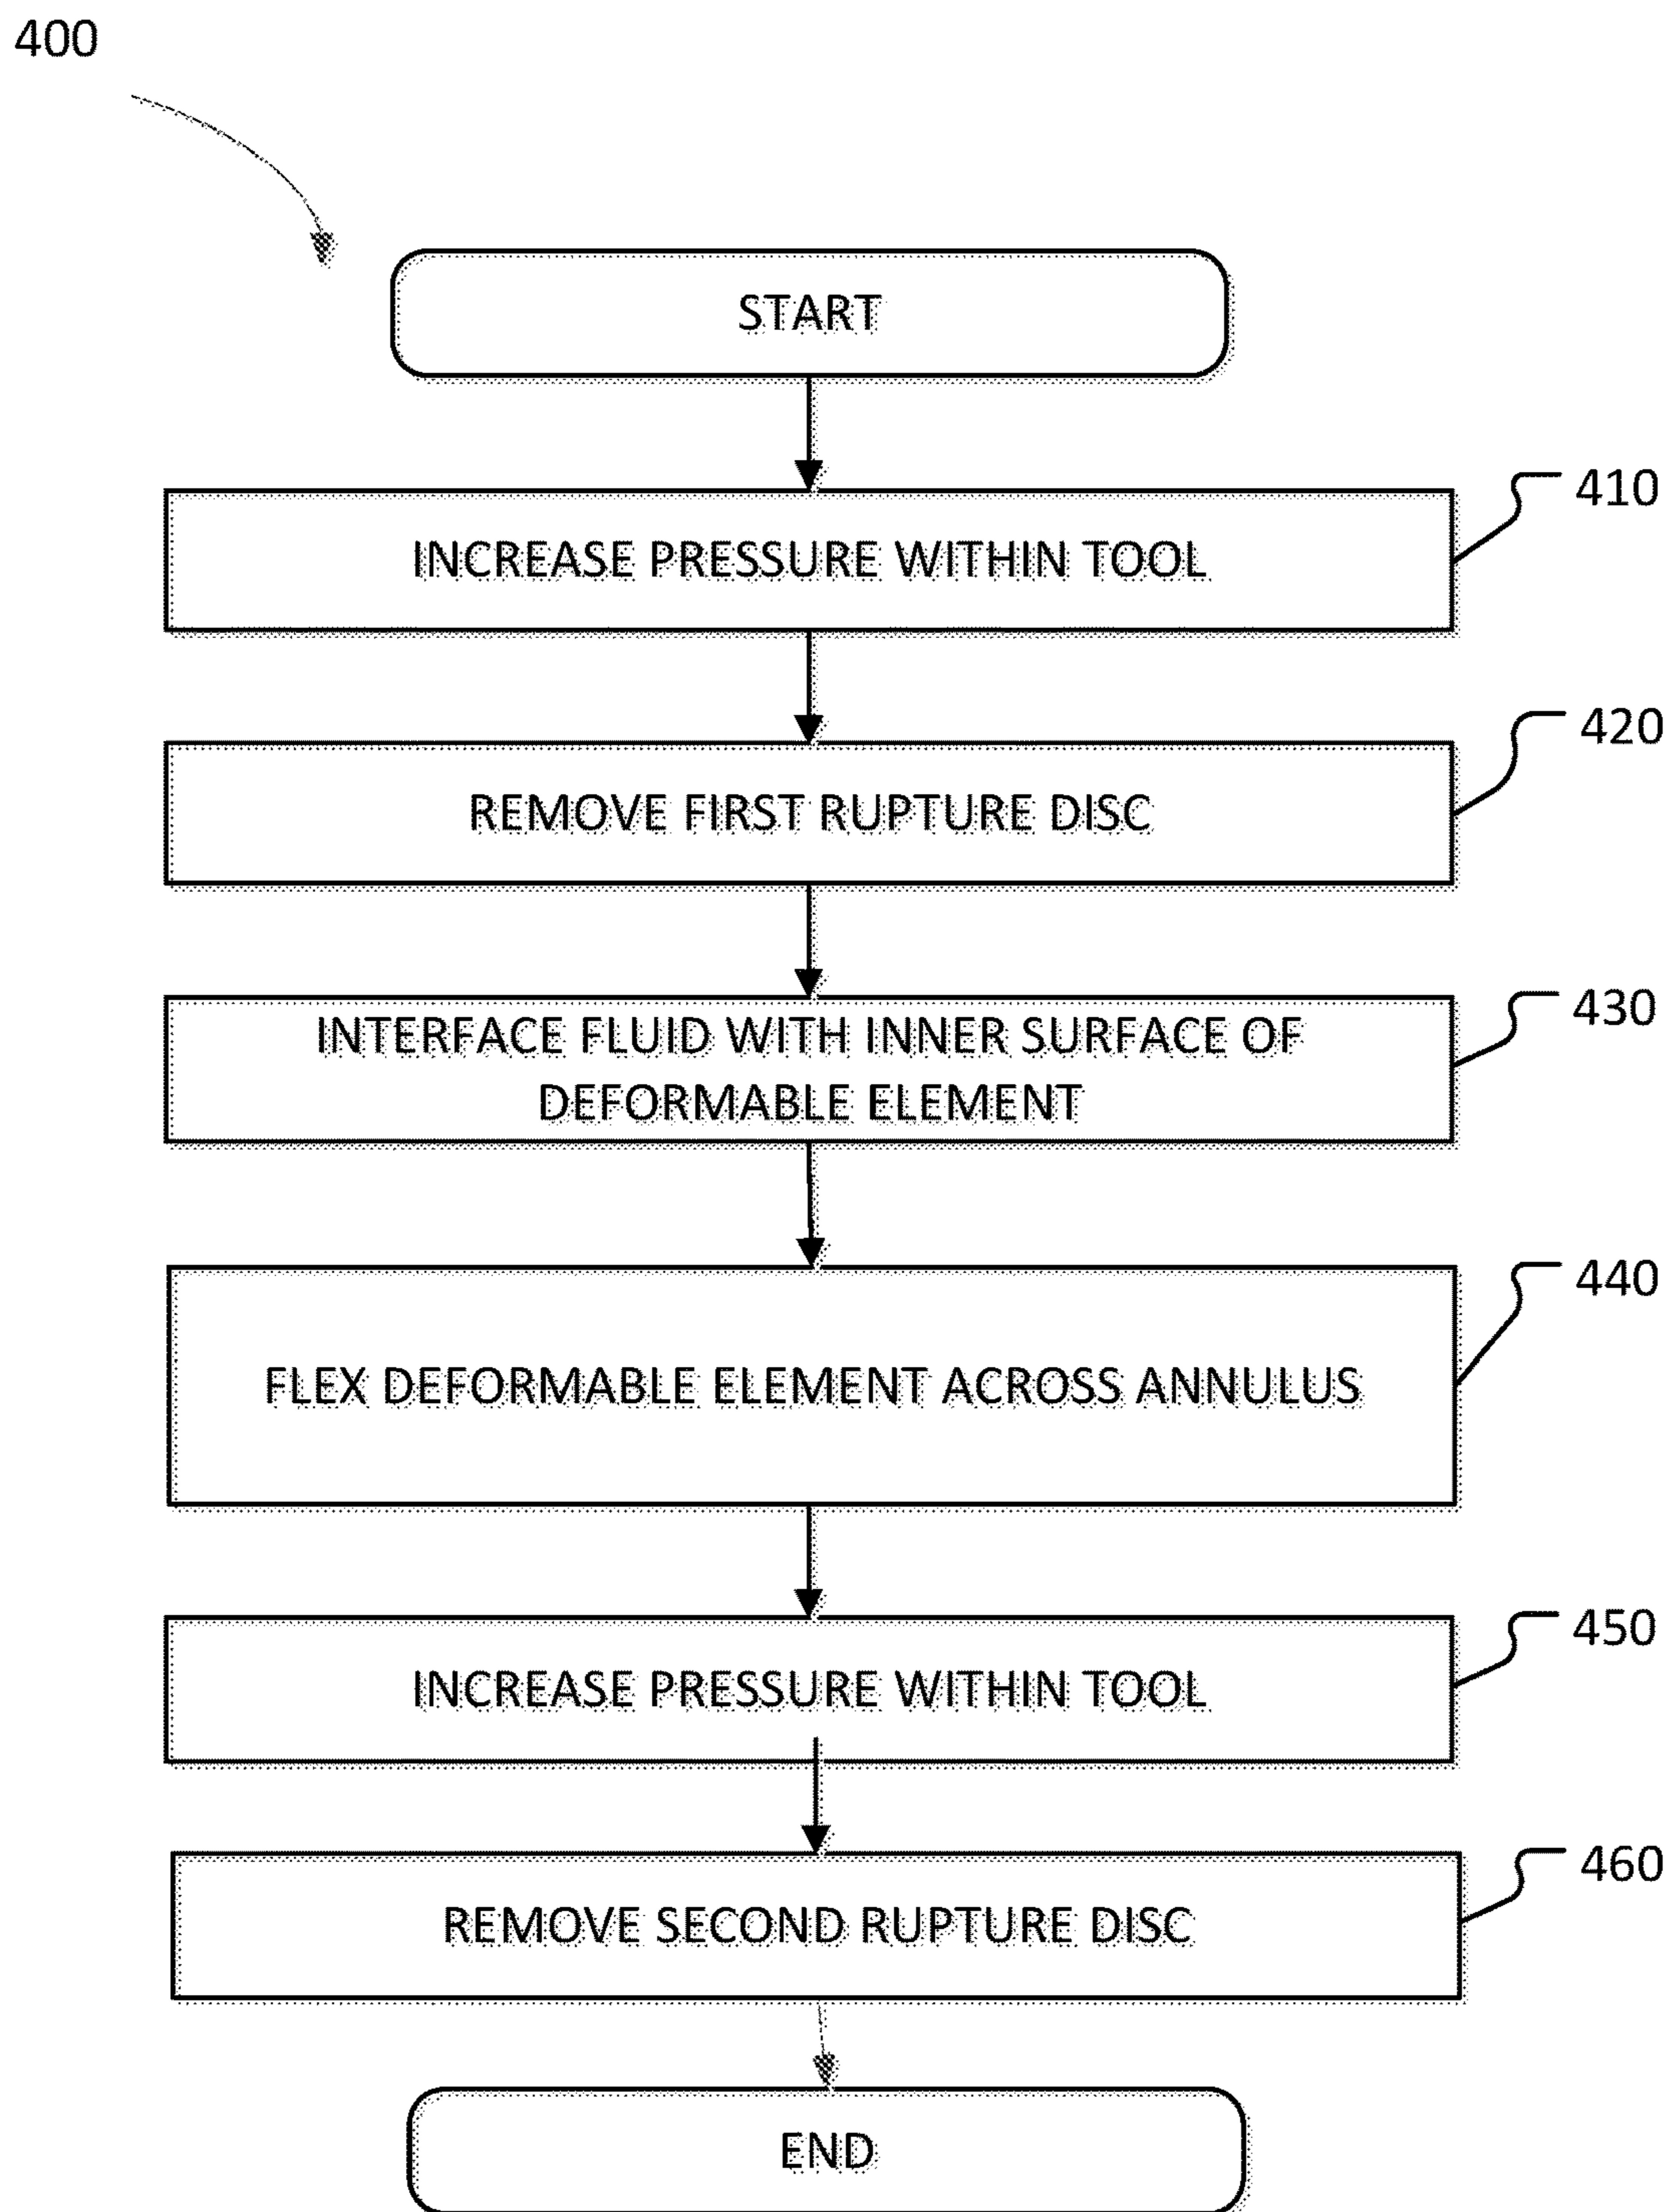 400
START
410
INCREASE PRESSURE WITHIN TOOL
420
REMOVE FIRST RUPTURE DISC
430
INTERFACE FLUID WITH INNER SURFACE OF
DEFORMABLE ELEMENT
440
FLEX DEFORMABLE ELEMENT ACROSS ANNULUS
450
INCREASE PRESSURE WITHIN TOOL
460
REMOVE SECOND RUPTURE DISC
END